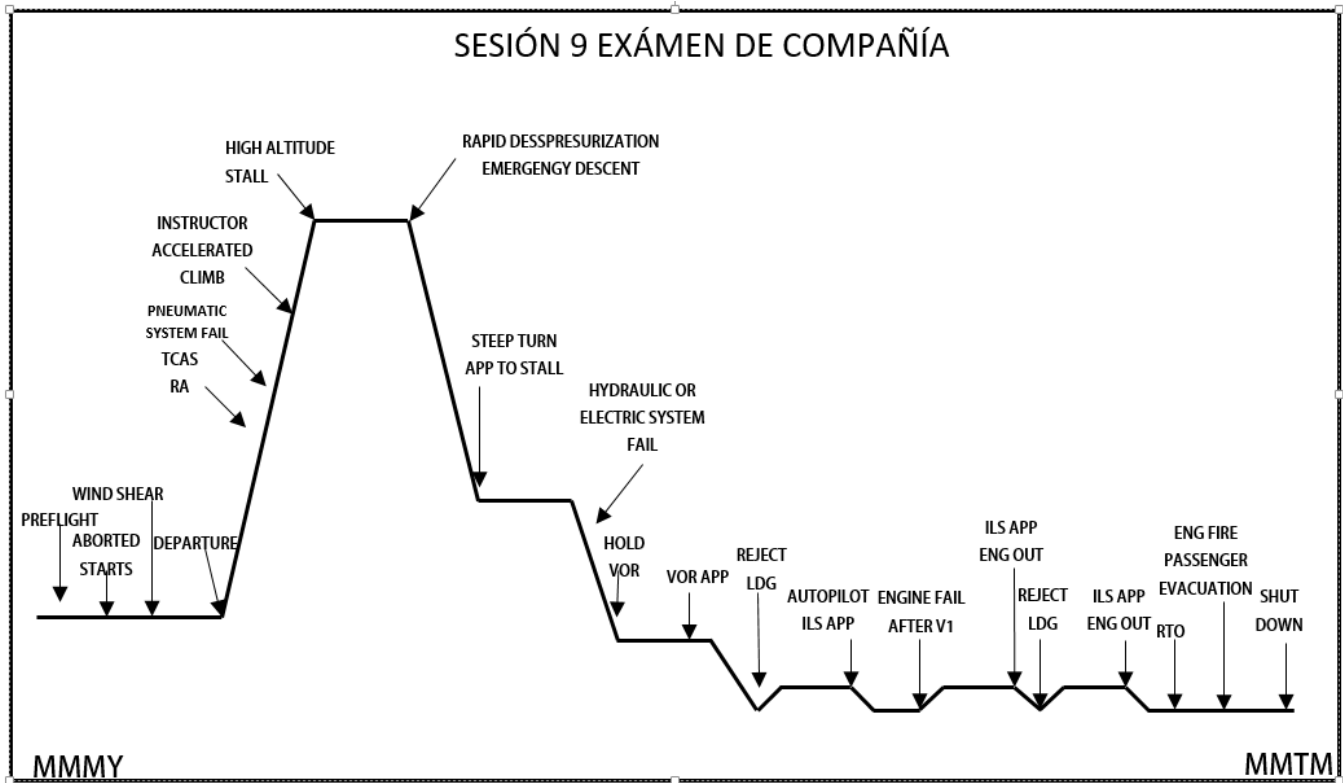 SESIÓN 9 EXÁMEN DE COMPAÑÍA
HIGH ALTITUDE
STALL
RAPID DESSPRESURIZATION
EMERGENGY DESCENT
INSTRUCTOR
ACCELERATED
CLIMB
PNEUMATIC
SYSTEM FAIL
TCAS
RA
STEEP TURN
APP TO STALL
HYDRAULIC OR
ELECTRIC SYSTEM
FAIL
WIND SHEAR
PREFLIGHT
ABORTED
STARTS
DEPARTURE
HOLD
VOR
VOR APP
REJECT
LDG
AUTOPILOT
ILS APP
ENGINE FAIL
AFTER V1
ILS APP
ENG OUT
REJECT
LDG
ILS APP
ENG OUT
RTO
ENG FIRE
PASSENGER
EVACUATION
SHUT
DOWN
MMMY
MMTM